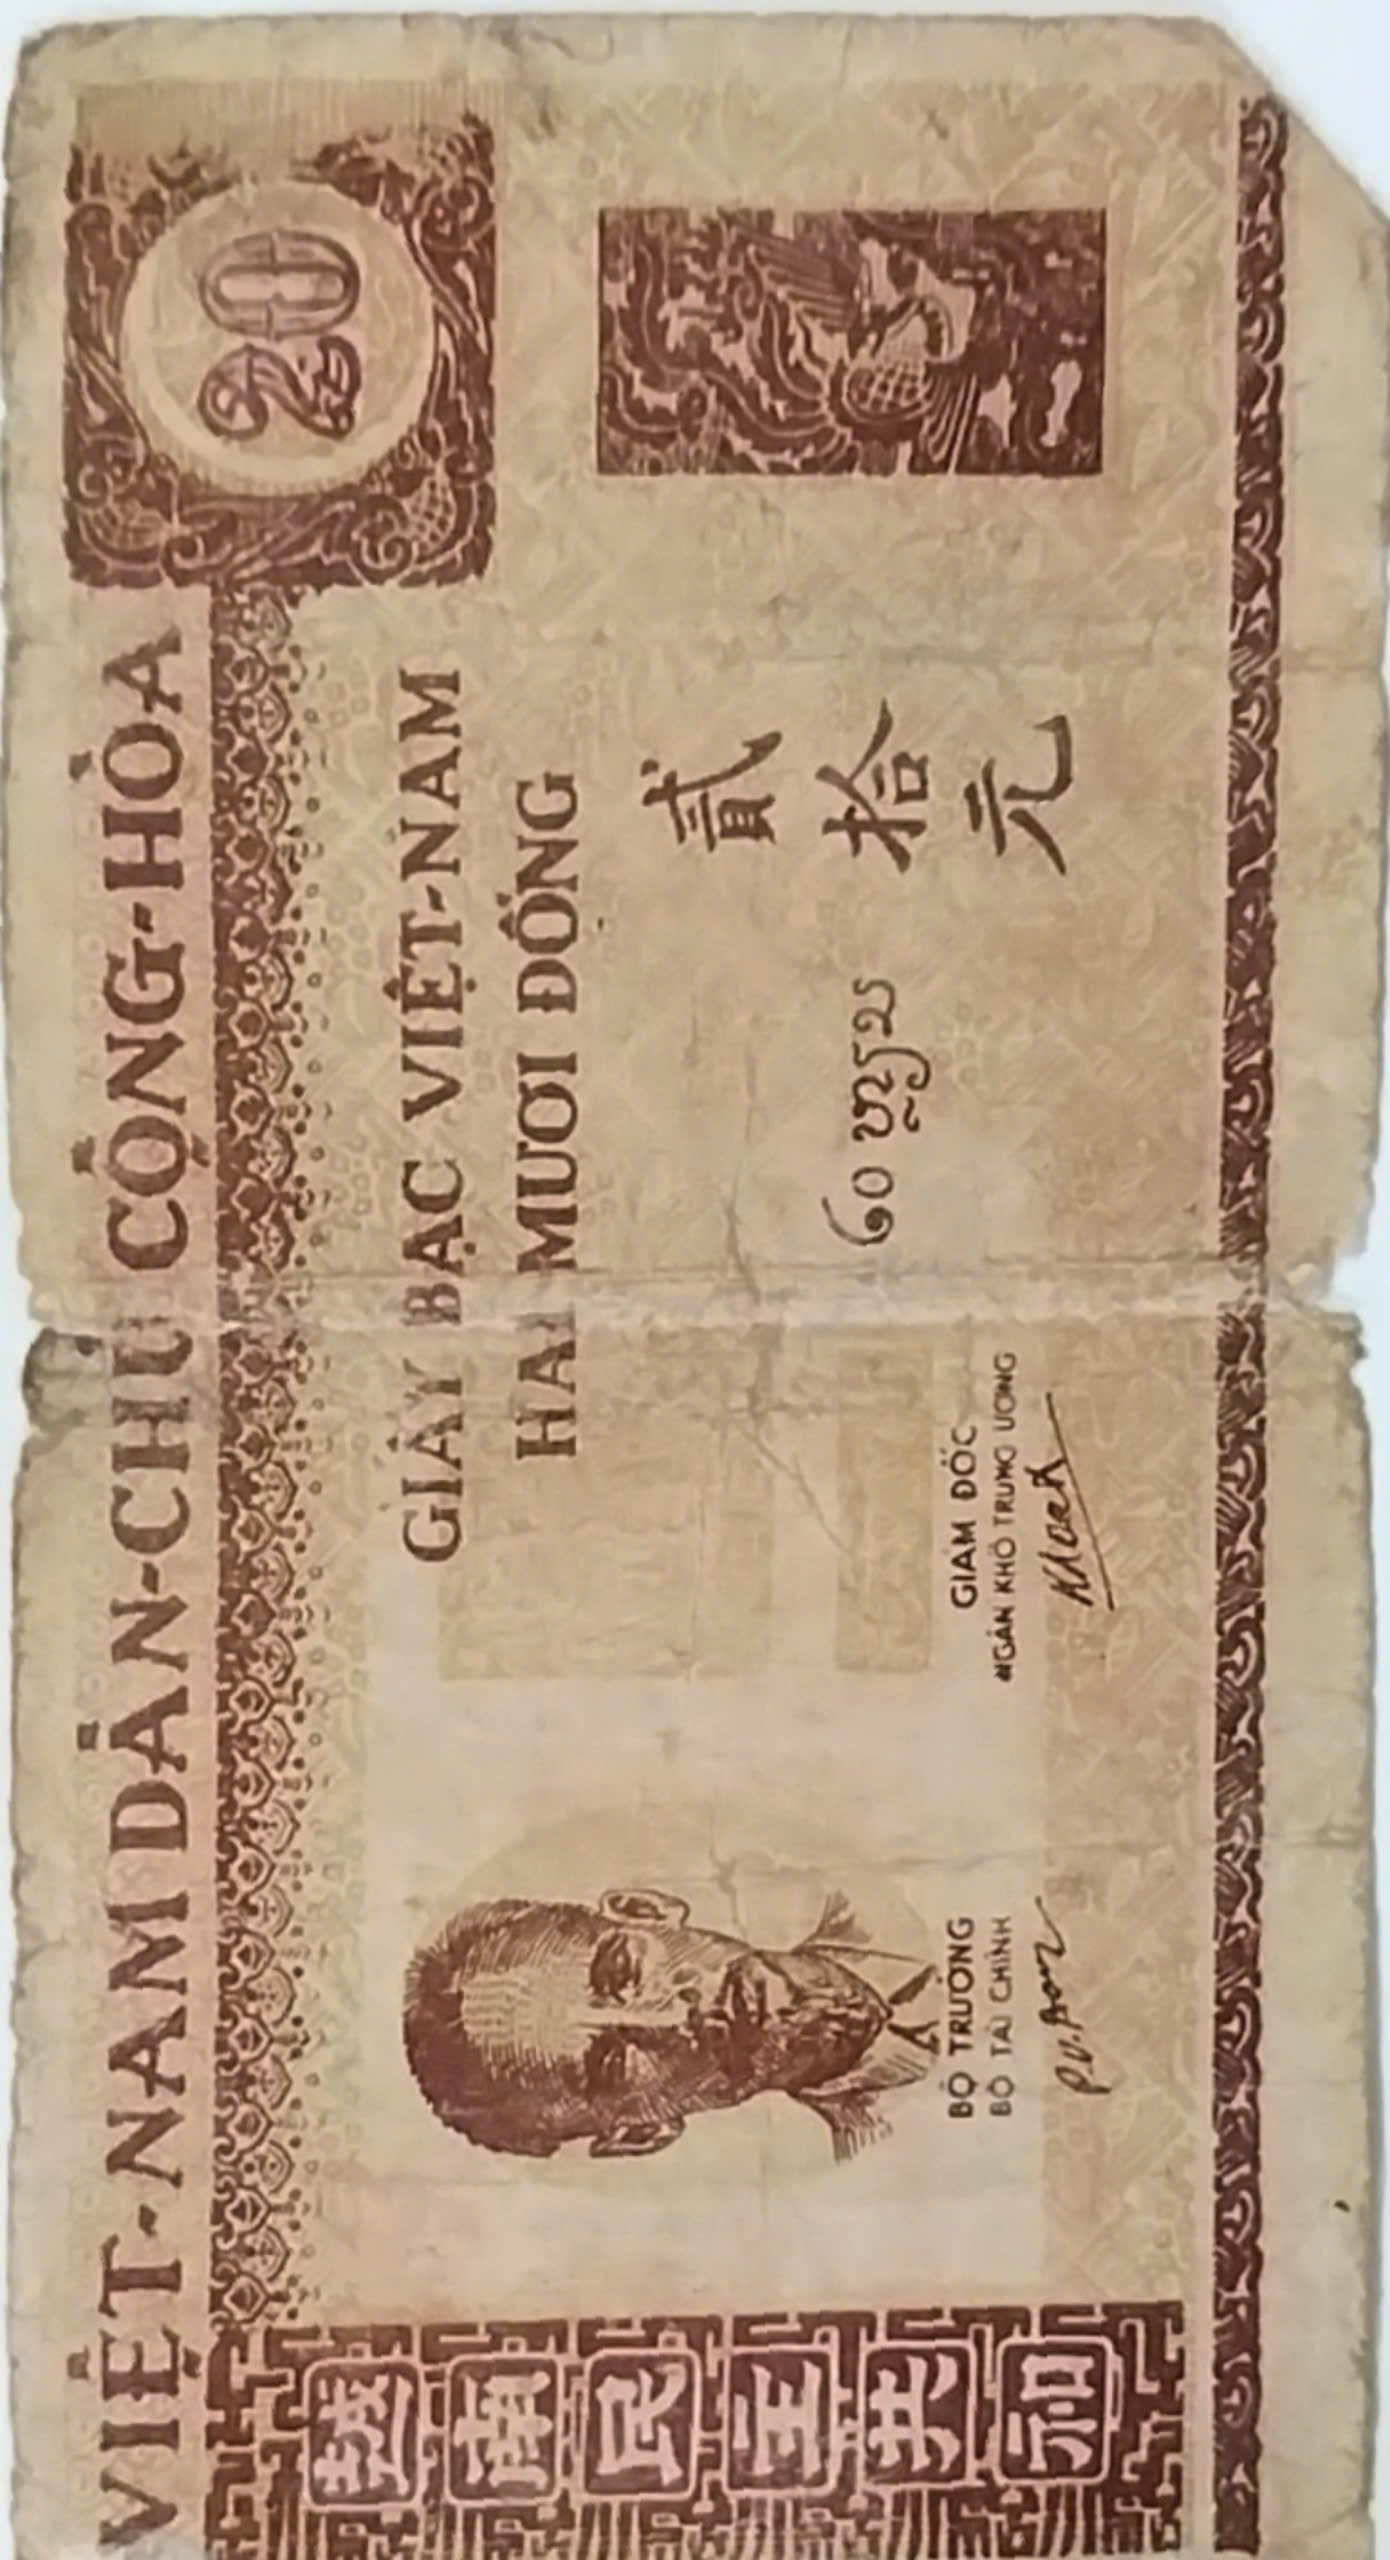 VIỆT-NAM DÂN-CHỦ CỘNG-HÒA
20
GIẤY BẠC VIỆT-NAM
HAI MƯƠI ĐỒNG
貳拾元
越南民主共和
GIÁM ĐỐC
NGÂN KHỐ TRUNG ƯƠNG
BỘ TRƯỞNG
BỘ TÀI CHÍNH